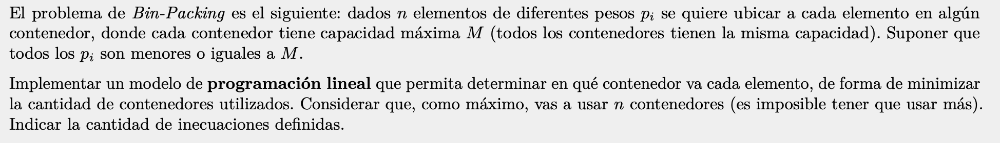 El problema de Bin-Packing es el siguiente: dados n elementos de diferentes pesos p_i se quiere ubicar a cada elemento en algún
contenedor, donde cada contenedor tiene capacidad máxima M (todos los contenedores tienen la misma capacidad). Suponer que
todos los p_i son menores o iguales a M.
Implementar un modelo de programación lineal que permita determinar en qué contenedor va cada elemento, de forma de minimizar
la cantidad de contenedores utilizados. Considerar que, como máximo, vas a usar n contenedores (es imposible tener que usar más).
Indicar la cantidad de inecuaciones definidas.